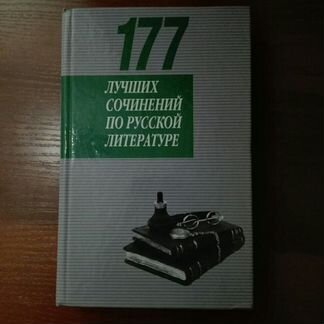 177
ЛУЧШИХ
СОЧИНЕНИЙ
ПО РУССКОЙ
ЛИТЕРАТУРЕ